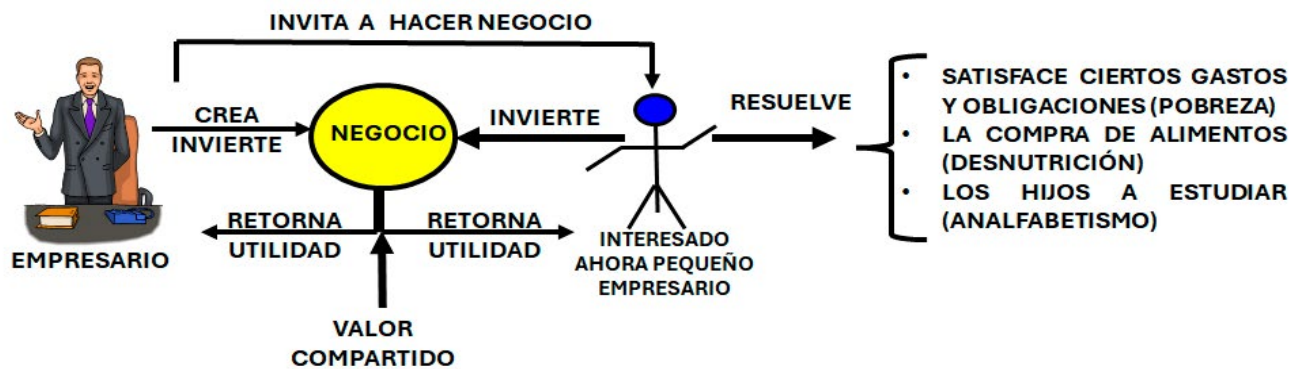 INVITA A HACER NEGOCIO
CREA
INVIERTE
NEGOCIO
INVIERTE
RESUELVE
• SATISFACE CIERTOS GASTOS
Y OBLIGACIONES (POBREZA)
• LA COMPRA DE ALIMENTOS
(DESNUTRICIÓN)
• LOS HIJOS A ESTUDIAR
(ANALFABETISMO)
RETORNA
UTILIDAD
RETORNA
UTILIDAD
EMPRESARIO
INTERESADO
AHORA PEQUEÑO
EMPRESARIO
VALOR
COMPARTIDO